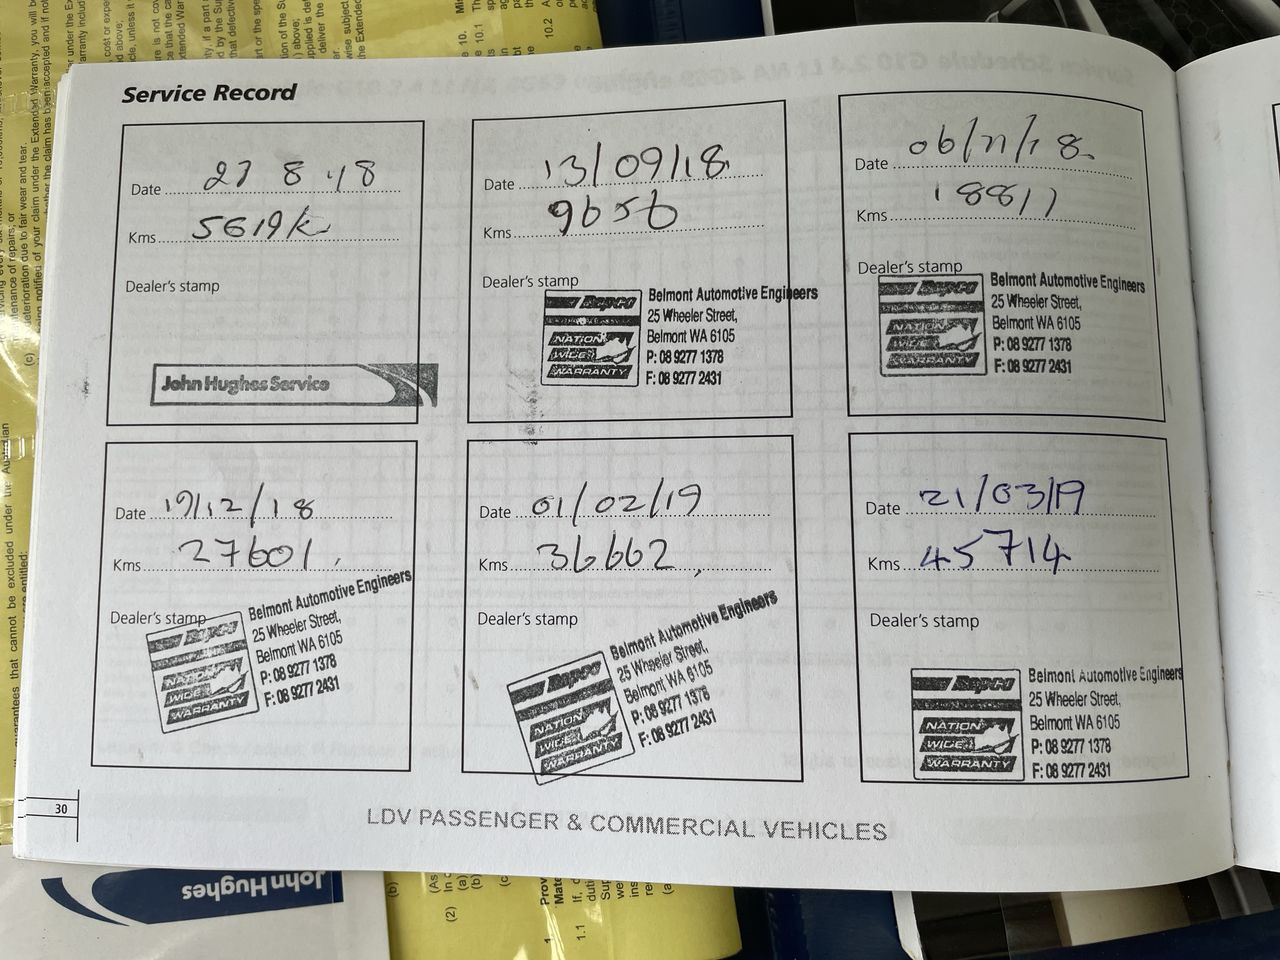 Service Record
Date 27 8 18
Kms 5619k
Dealer's stamp
John Hughes Service
Date 13/09/18
Kms 9656
Dealer's stamp
Repco
NATION
WIDE
WARRANTY
Belmont Automotive Engineers
25 Wheeler Street,
Belmont WA 6105
P: 08 9277 1378
F: 08 9277 2431
Date 06/11/18
Kms 18811
Dealer's stamp
Repco
NATION
WIDE
WARRANTY
Belmont Automotive Engineers
25 Wheeler Street,
Belmont WA 6105
P: 08 9277 1378
F: 08 9277 2431
Date 19/12/18
Kms 27601
Dealer's stamp
Repco
NATION
WIDE
WARRANTY
Belmont Automotive Engineers
25 Wheeler Street,
Belmont WA 6105
P: 08 9277 1378
F: 08 9277 2431
Date 01/02/19
Kms 36662
Dealer's stamp
Repco
NATION
WIDE
WARRANTY
Belmont Automotive Engineers
25 Wheeler Street,
Belmont WA 6105
P: 08 9277 1378
F: 08 9277 2431
Date 21/03/19
Kms 45714
Dealer's stamp
Repco
NATION
WIDE
WARRANTY
Belmont Automotive Engineers
25 Wheeler Street,
Belmont WA 6105
P: 08 9277 1378
F: 08 9277 2431
30
LDV PASSENGER & COMMERCIAL VEHICLES
John Hughes